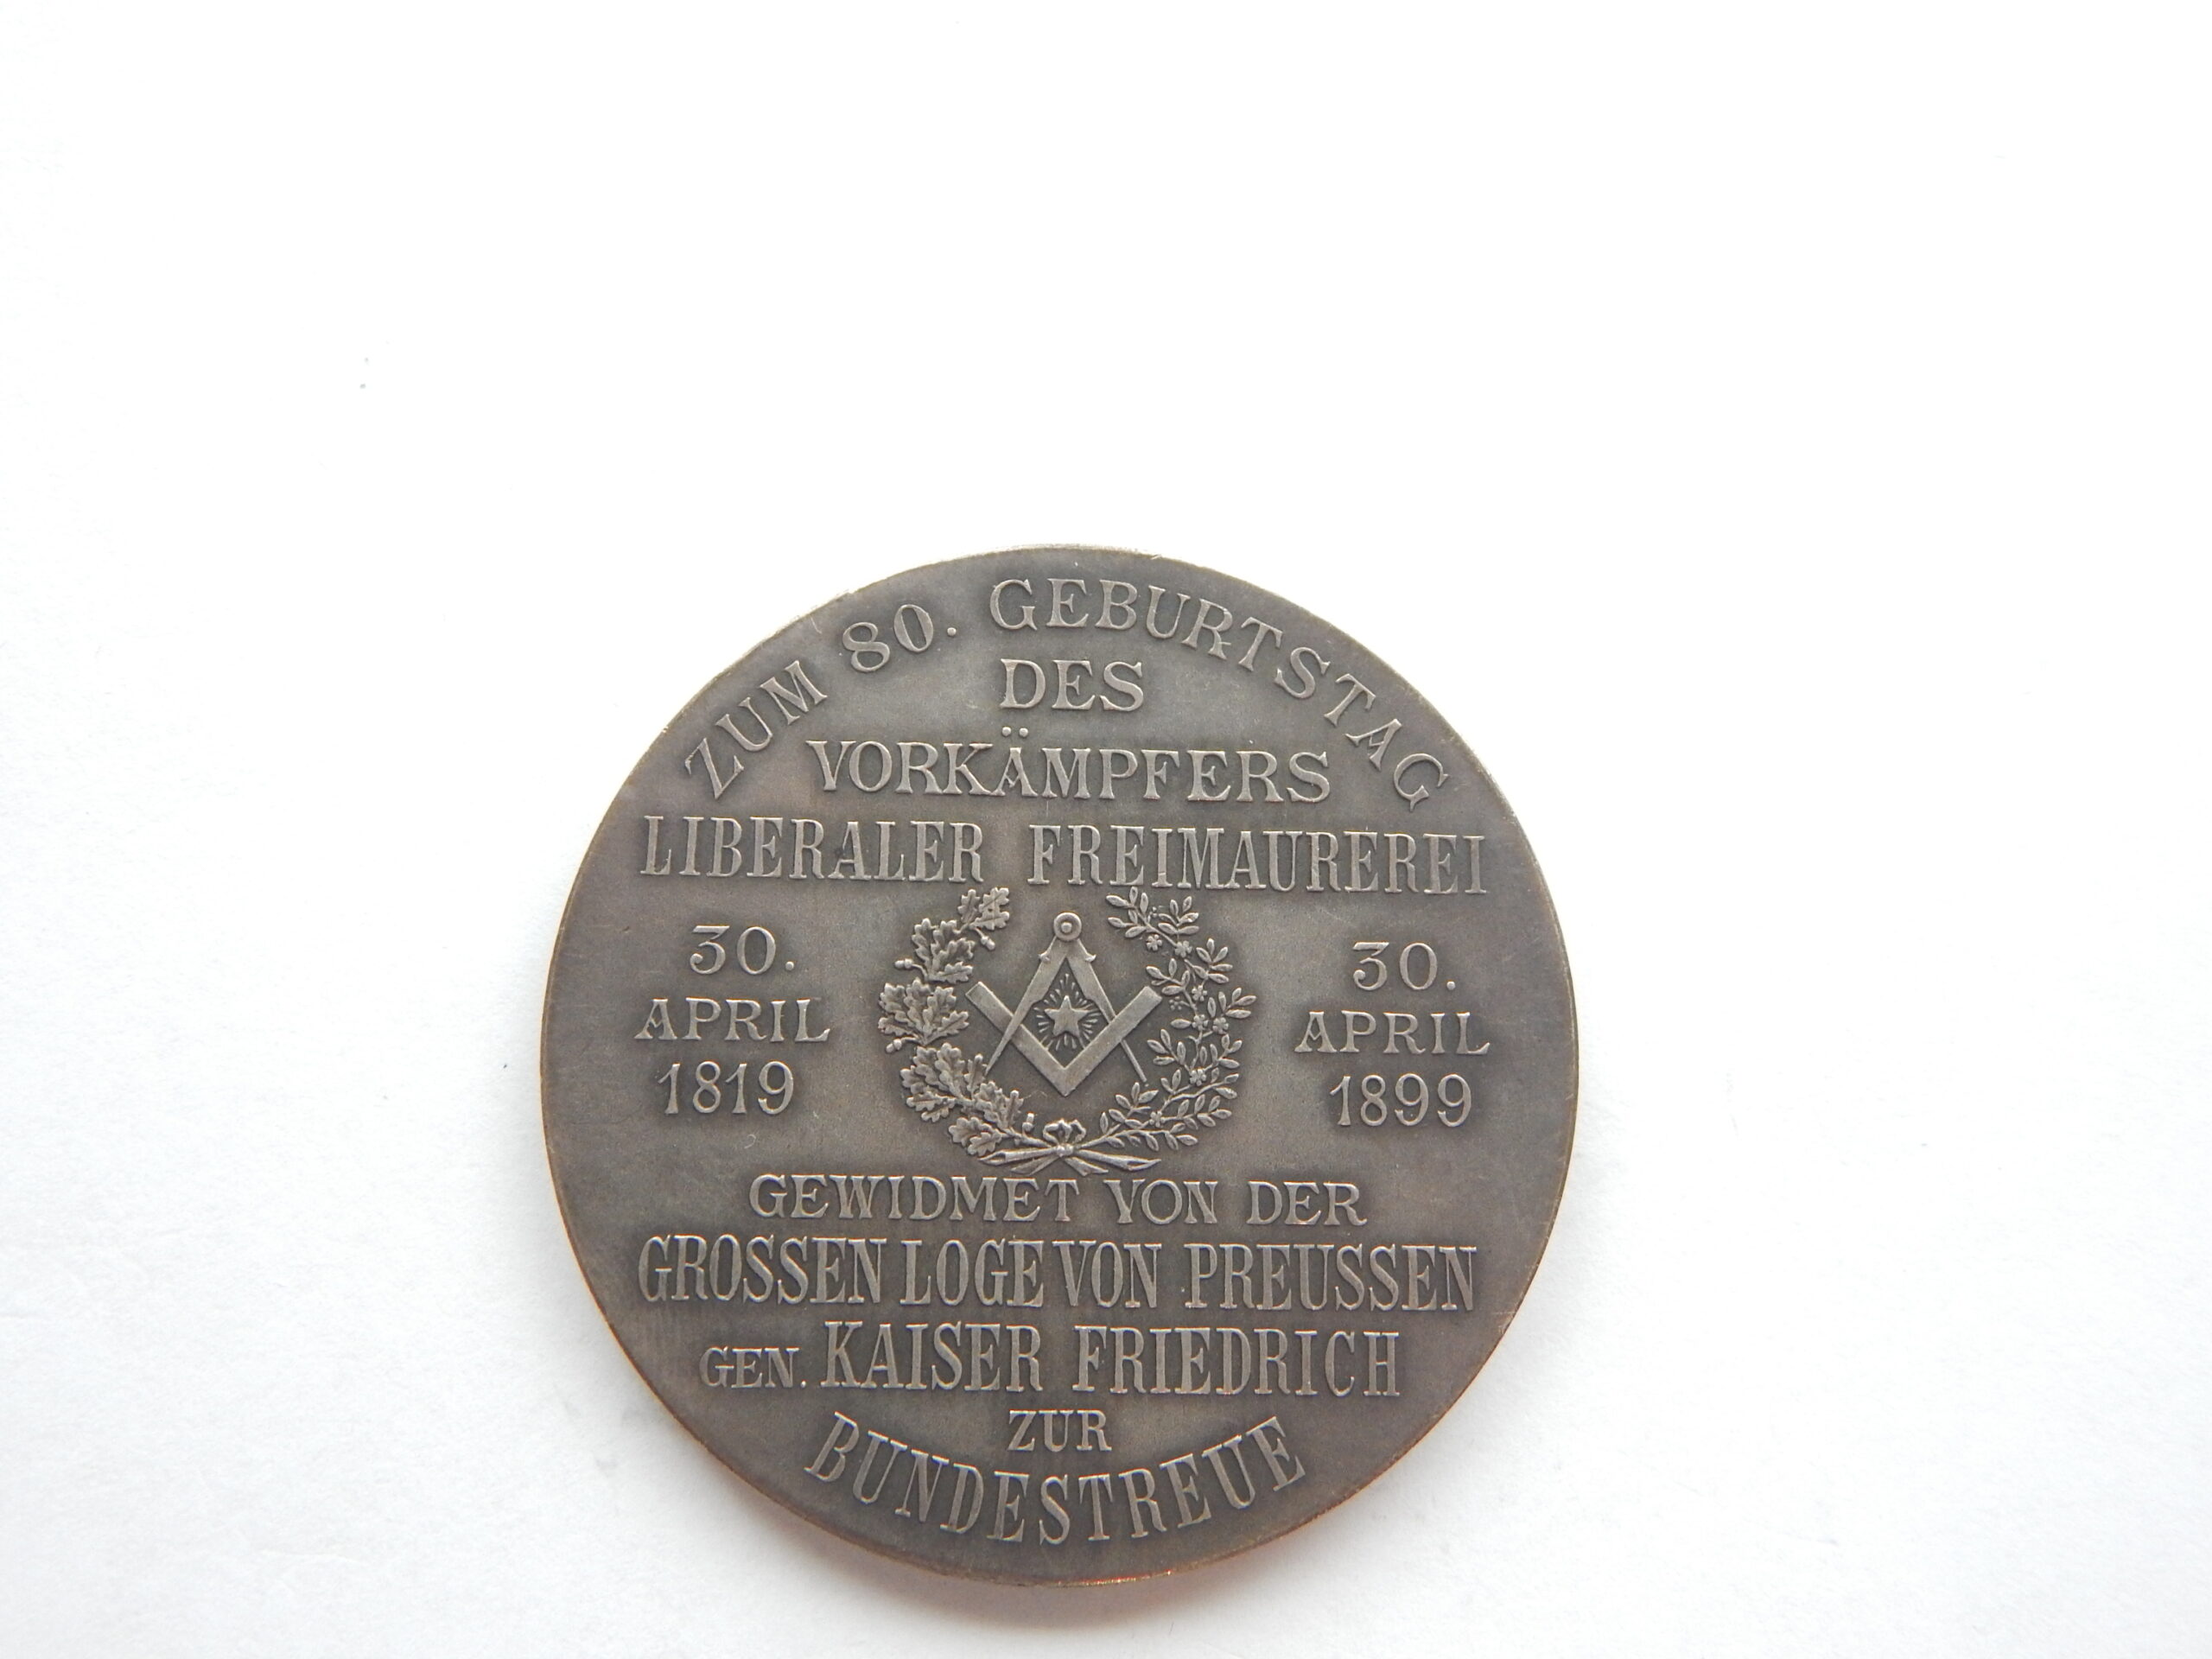 ZUM 80. GEBURTSTAG
DES
VORKÄMPFERS
LIBERALER FREIMAUREREI
30.
APRIL
1819
30.
APRIL
1899
GEWIDMET VON DER
GROSSEN LOGE VON PREUSSEN
GEN. KAISER FRIEDRICH
ZUR
BUNDESTREUE